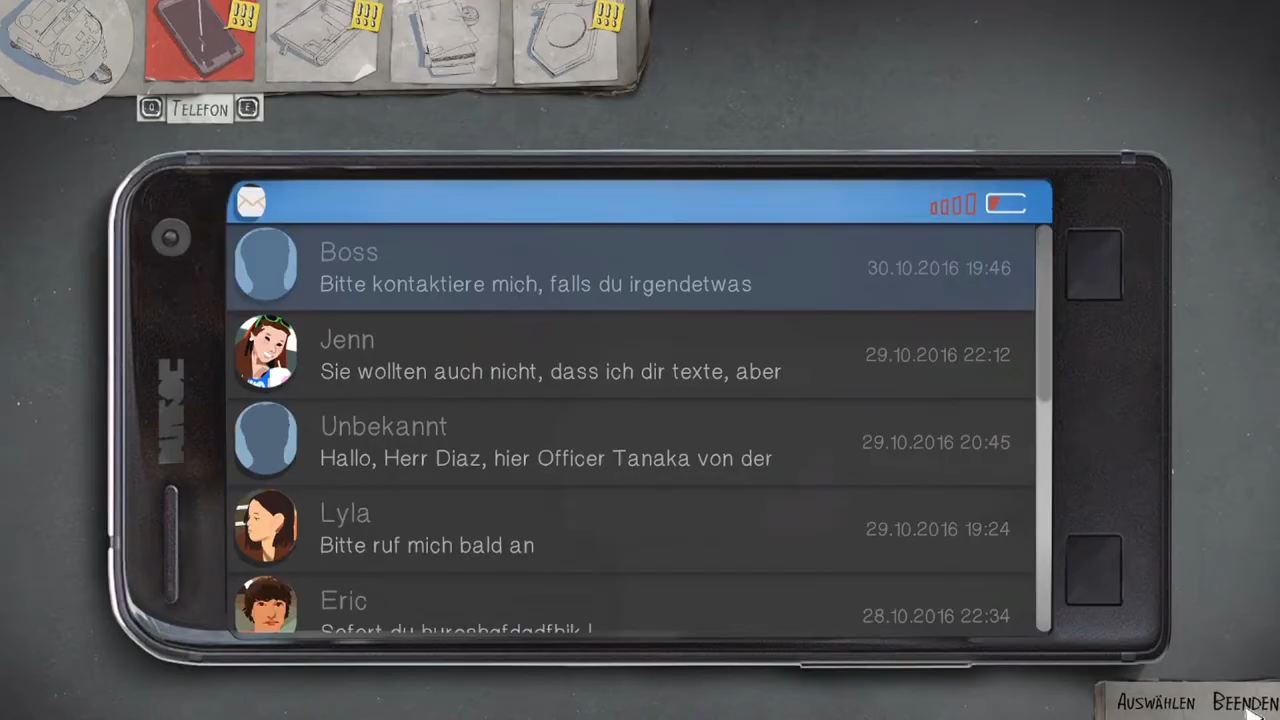 Q TELEFON E
Boss
Bitte kontaktiere mich, falls du irgendetwas
30.10.2016 19:46
Jenn
Sie wollten auch nicht, dass ich dir texte, aber
29.10.2016 22:12
Unbekannt
Hallo, Herr Diaz, hier Officer Tanaka von der
29.10.2016 20:45
Lyla
Bitte ruf mich bald an
29.10.2016 19:24
Eric
Sofort du
28.10.2016 22:34
AUSWÄHLEN BEENDEN